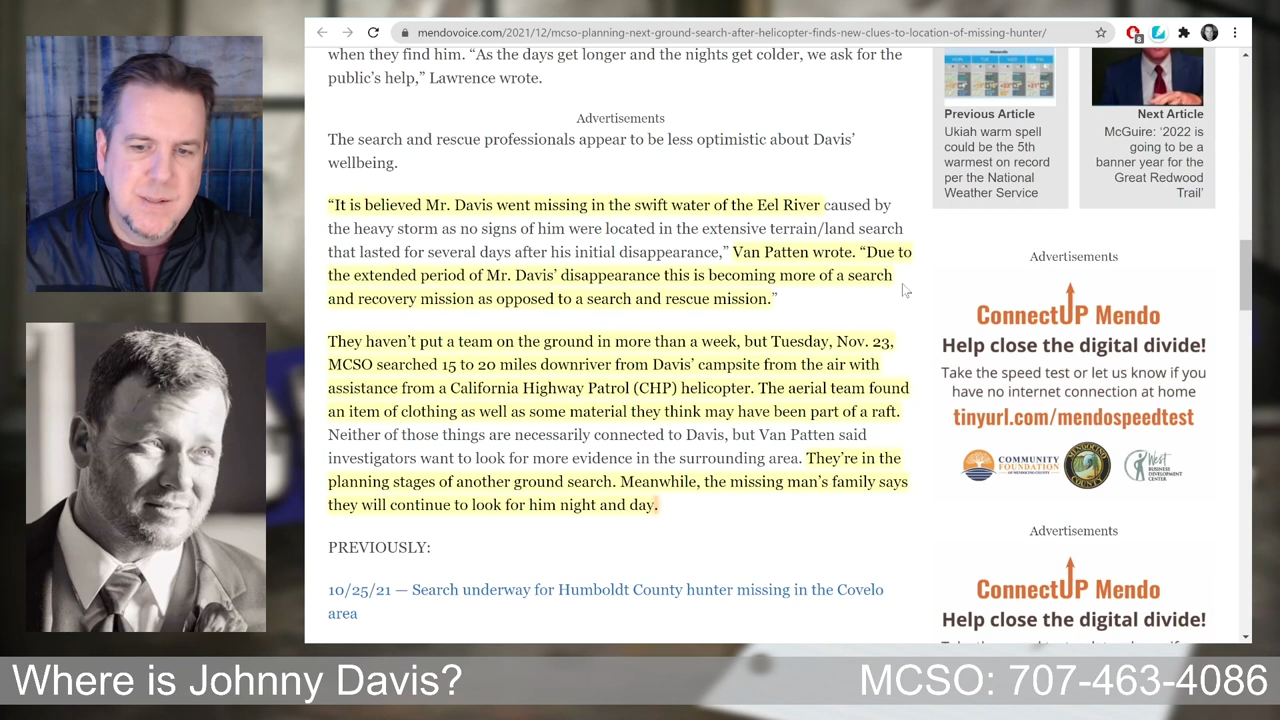 mendovoice.com/2021/12/mcso-planning-next-ground-search-after-helicopter-finds-new-clues-to-location-of-missing-hunter/
8
when they find him. “As the days get longer and the nights get colder, we ask for the
public’s help,” Lawrence wrote.
Advertisements
The search and rescue professionals appear to be less optimistic about Davis’
wellbeing.
“It is believed Mr. Davis went missing in the swift water of the Eel River caused by
the heavy storm as no signs of him were located in the extensive terrain/land search
that lasted for several days after his initial disappearance,” Van Patten wrote. “Due to
the extended period of Mr. Davis’ disappearance this is becoming more of a search
and recovery mission as opposed to a search and rescue mission.”
They haven’t put a team on the ground in more than a week, but Tuesday, Nov. 23,
MCSO searched 15 to 20 miles downriver from Davis’ campsite from the air with
assistance from a California Highway Patrol (CHP) helicopter. The aerial team found
an item of clothing as well as some material they think may have been part of a raft.
Neither of those things are necessarily connected to Davis, but Van Patten said
investigators want to look for more evidence in the surrounding area. They’re in the
planning stages of another ground search. Meanwhile, the missing man’s family says
they will continue to look for him night and day.
PREVIOUSLY:
10/25/21 — Search underway for Humboldt County hunter missing in the Covelo
area
Previous Article
Ukiah warm spell
could be the 5th
warmest on record
per the National
Weather Service
Next Article
McGuire: ‘2022 is
going to be a
banner year for the
Great Redwood
Trail’
Advertisements
ConnectUP Mendo
Help close the digital divide!
Take the speed test or let us know if you
have no internet connection at home
tinyurl.com/mendospeedtest
COMMUNITY
FOUNDATION
West
BUSINESS
DEVELOPMENT
CENTER
Advertisements
ConnectUP Mendo
Help close the digital divide!
Where is Johnny Davis?
MCSO: 707-463-4086